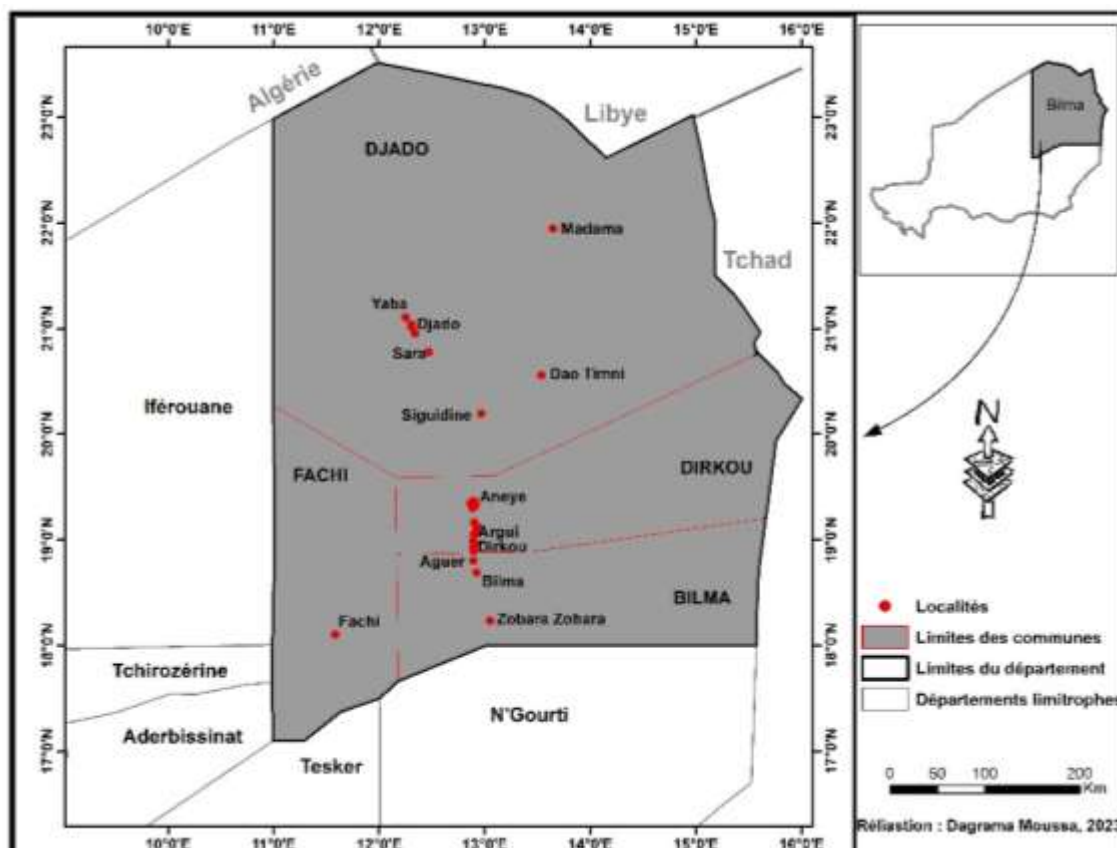 10°0'E 11°0'E 12°0'E 13°0'E 14°0'E 15°0'E 16°0'E
Algérie
Libye
Tchad
23°0'N
22°0'N
21°0'N
20°0'N
19°0'N
18°0'N
17°0'N
DJADO
Madama
Yaba
Djado
Sara
Dao Timni
Siguidine
Iférouane
FACHI
DIRKOU
Aneye
Argui
Dirkou
Aguer
Bilma
BILMA
Fachi
Zobara Zobara
Tchirozérine
Aderbissinat
N'Gourti
Tesker
23°0'N
22°0'N
21°0'N
20°0'N
19°0'N
18°0'N
17°0'N
10°0'E 11°0'E 12°0'E 13°0'E 14°0'E 15°0'E 16°0'E
Bilma
N
Localités
Limites des communes
Limites du département
Départements limitrophes
0 50 100 200
Km
Réliastion : Dagrama Moussa, 2023